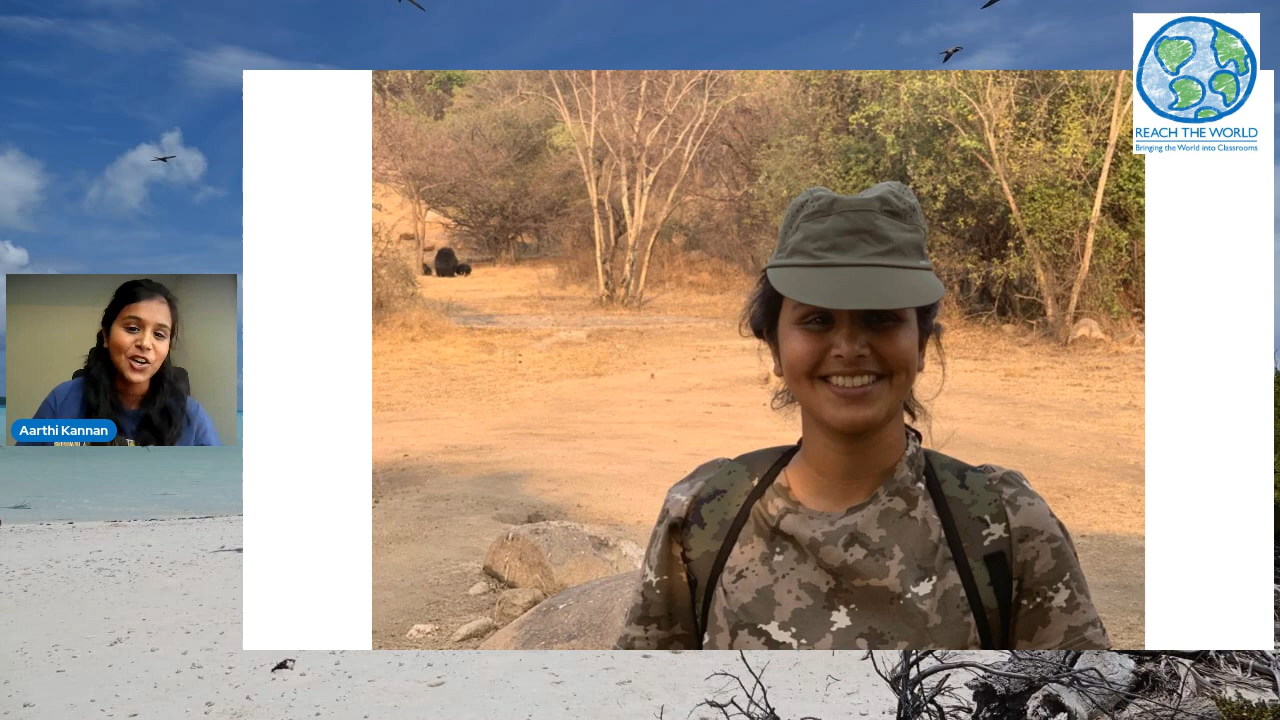 REACH THE WORLD
Bringing the World into Classrooms
Aarthi Kannan